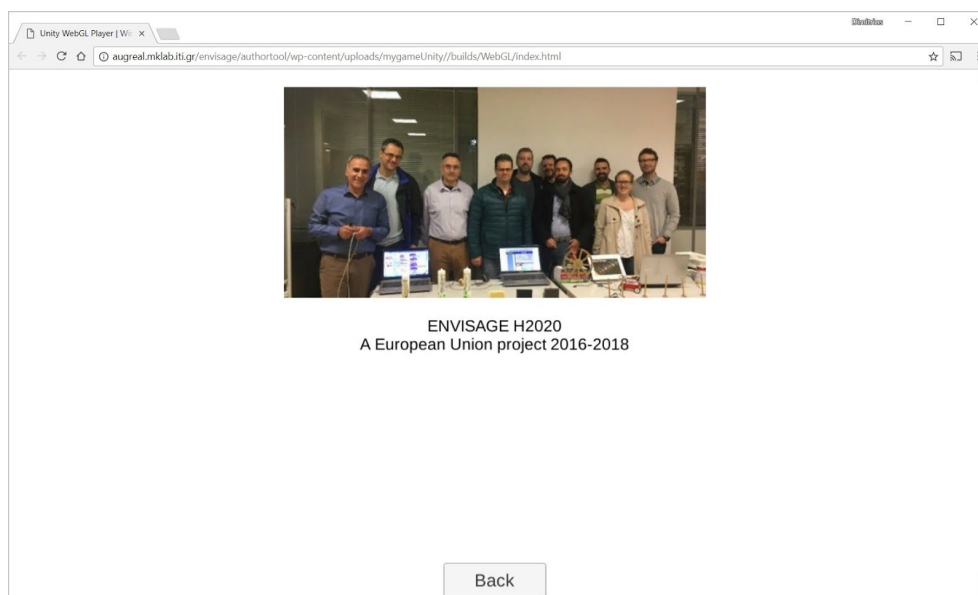 Unity WebGL Player | We
Dimitrius
augreal.mklab.iti.gr/envisage/authortool/wp-content/uploads/mygameUnity//builds/WebGL/index.html
ENVISAGE H2020
A European Union project 2016-2018
Back